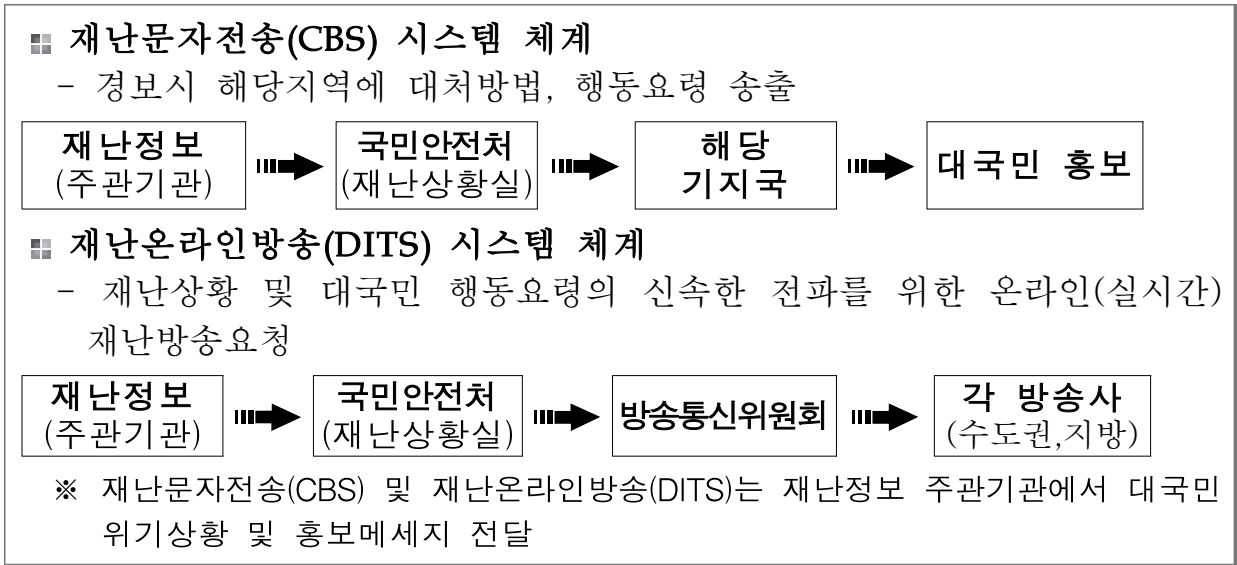 재난문자전송(CBS) 시스템 체계
- 경보시 해당지역에 대처방법, 행동요령 송출
재난정보 국민안전처 해당 대국민 홍보
(주관기관) (재난상황실) 기지국
재난온라인방송(DITS) 시스템 체계
- 재난상황 및 대국민 행동요령의 신속한 전파를 위한 온라인(실시간)
재난방송요청
재난정보 국민안전처 방송통신위원회 각 방송사
(주관기관) (재난상황실) (수도권,지방)
※ 재난문자전송(CBS) 및 재난온라인방송(DITS)는 재난정보 주관기관에서 대국민
위기상황 및 홍보메세지 전달